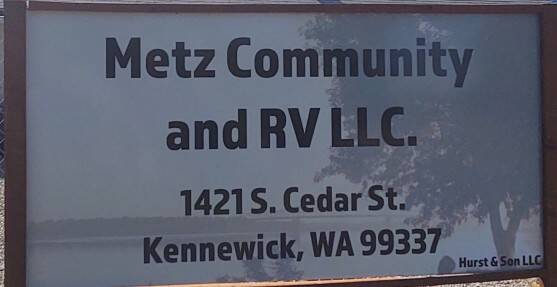 Metz Community
and RV LLC.
1421 S. Cedar St.
Kennewick, WA 99337
Hurst & Son LLC